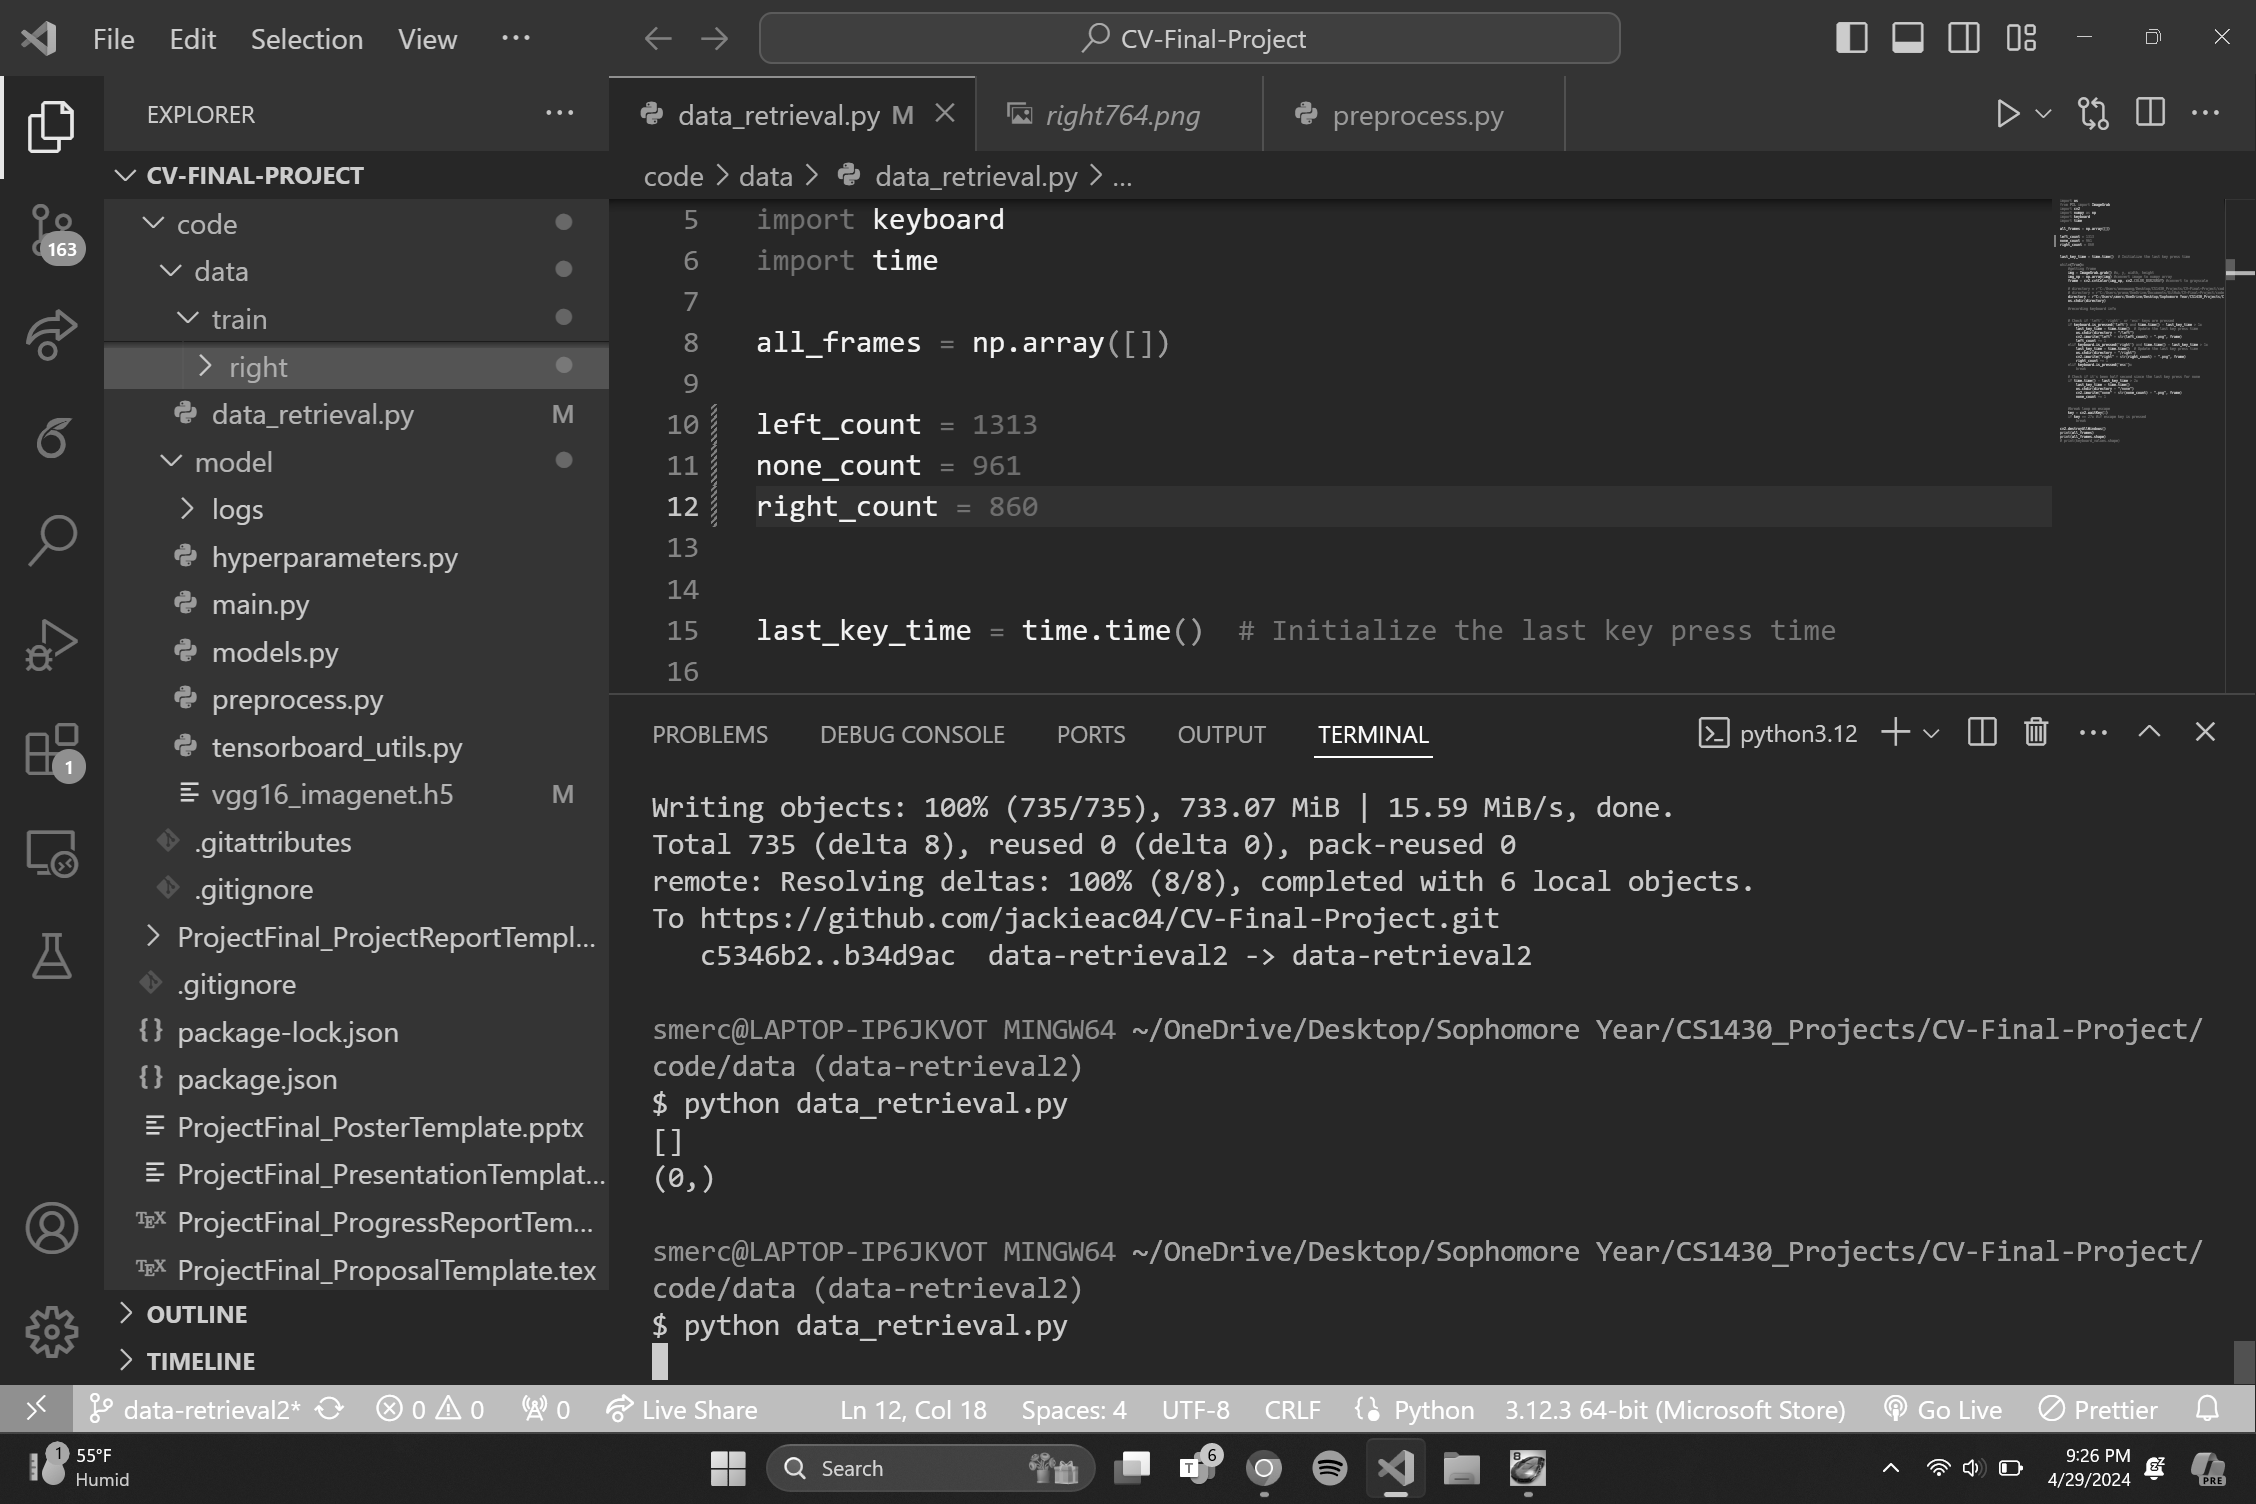 File Edit Selection View ...
CV-Final-Project
EXPLORER
data_retrieval.py M
right764.png
preprocess.py
CV-FINAL-PROJECT
code > data > data_retrieval.py > ...
code
data
train
right
data_retrieval.py M
model
logs
hyperparameters.py
main.py
models.py
preprocess.py
tensorboard_utils.py
vgg16_imagenet.h5 M
.gitattributes
.gitignore
ProjectFinal_ProjectReportTempl...
.gitignore
package-lock.json
package.json
ProjectFinal_PosterTemplate.pptx
ProjectFinal_PresentationTemplat...
TEX ProjectFinal_ProgressReportTem...
TEX ProjectFinal_ProposalTemplate.tex
OUTLINE
TIMELINE
163
1
5 import keyboard
6 import time
7
8 all_frames = np.array([])
9
10 left_count = 1313
11 none_count = 961
12 right_count = 860
13
14
15 last_key_time = time.time()  # Initialize the last key press time
16
PROBLEMS DEBUG CONSOLE PORTS OUTPUT TERMINAL
python3.12
Writing objects: 100% (735/735), 733.07 MiB | 15.59 MiB/s, done.
Total 735 (delta 8), reused 0 (delta 0), pack-reused 0
remote: Resolving deltas: 100% (8/8), completed with 6 local objects.
To https://github.com/jackieac04/CV-Final-Project.git
   c5346b2..b34d9ac  data-retrieval2 -> data-retrieval2
smerc@LAPTOP-IP6JKVOT MINGW64 ~/OneDrive/Desktop/Sophomore Year/CS1430_Projects/CV-Final-Project/
code/data (data-retrieval2)
$ python data_retrieval.py
[]
(0,)
smerc@LAPTOP-IP6JKVOT MINGW64 ~/OneDrive/Desktop/Sophomore Year/CS1430_Projects/CV-Final-Project/
code/data (data-retrieval2)
$ python data_retrieval.py
data-retrieval2* 0 0 0 Live Share Ln 12, Col 18 Spaces: 4 UTF-8 CRLF Python 3.12.3 64-bit (Microsoft Store) Go Live Prettier
1 55°F
Humid
Search
6
9:26 PM
4/29/2024
PRE